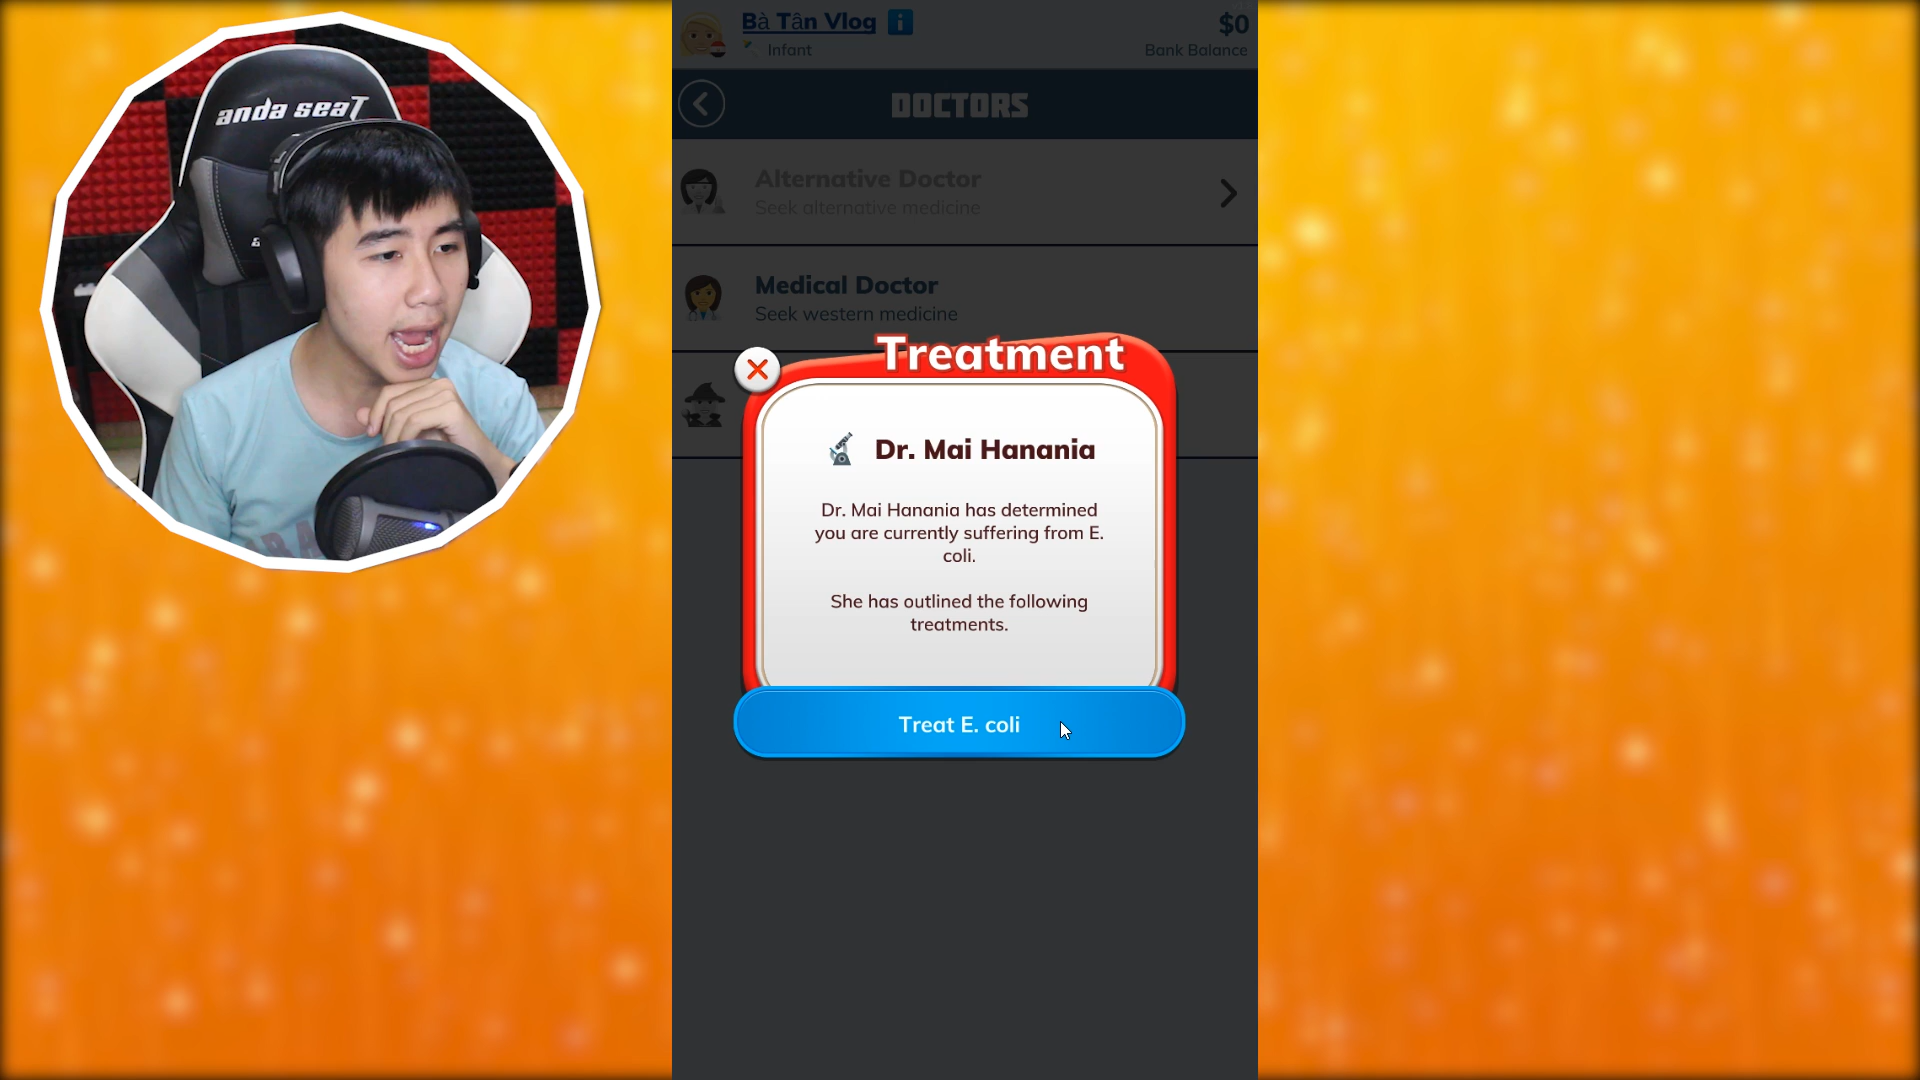 anda seaT
Bà Tân Vlog
Infant
$0
Bank Balance
DOCTORS
Alternative Doctor
Seek alternative medicine
Medical Doctor
Seek western medicine
Treatment
Dr. Mai Hanania
Dr. Mai Hanania has determined
you are currently suffering from E.
coli.
She has outlined the following
treatments.
Treat E. coli